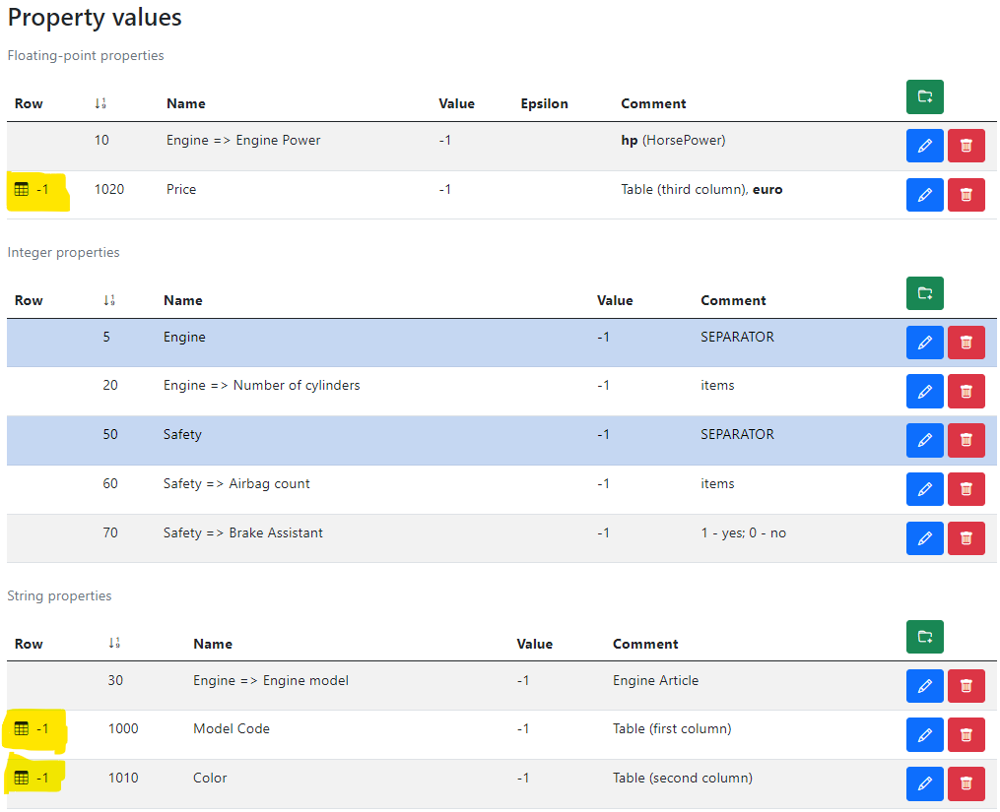 Property values
Floating-point properties
Row Name Value Epsilon Comment
10 Engine => Engine Power -1 hp (HorsePower)
-1 1020 Price -1 Table (third column), euro
Integer properties
Row Name Value Comment
5 Engine -1 SEPARATOR
20 Engine => Number of cylinders -1 items
50 Safety -1 SEPARATOR
60 Safety => Airbag count -1 items
70 Safety => Brake Assistant -1 1 - yes; 0 - no
String properties
Row Name Value Comment
30 Engine => Engine model -1 Engine Article
-1 1000 Model Code -1 Table (first column)
-1 1010 Color -1 Table (second column)